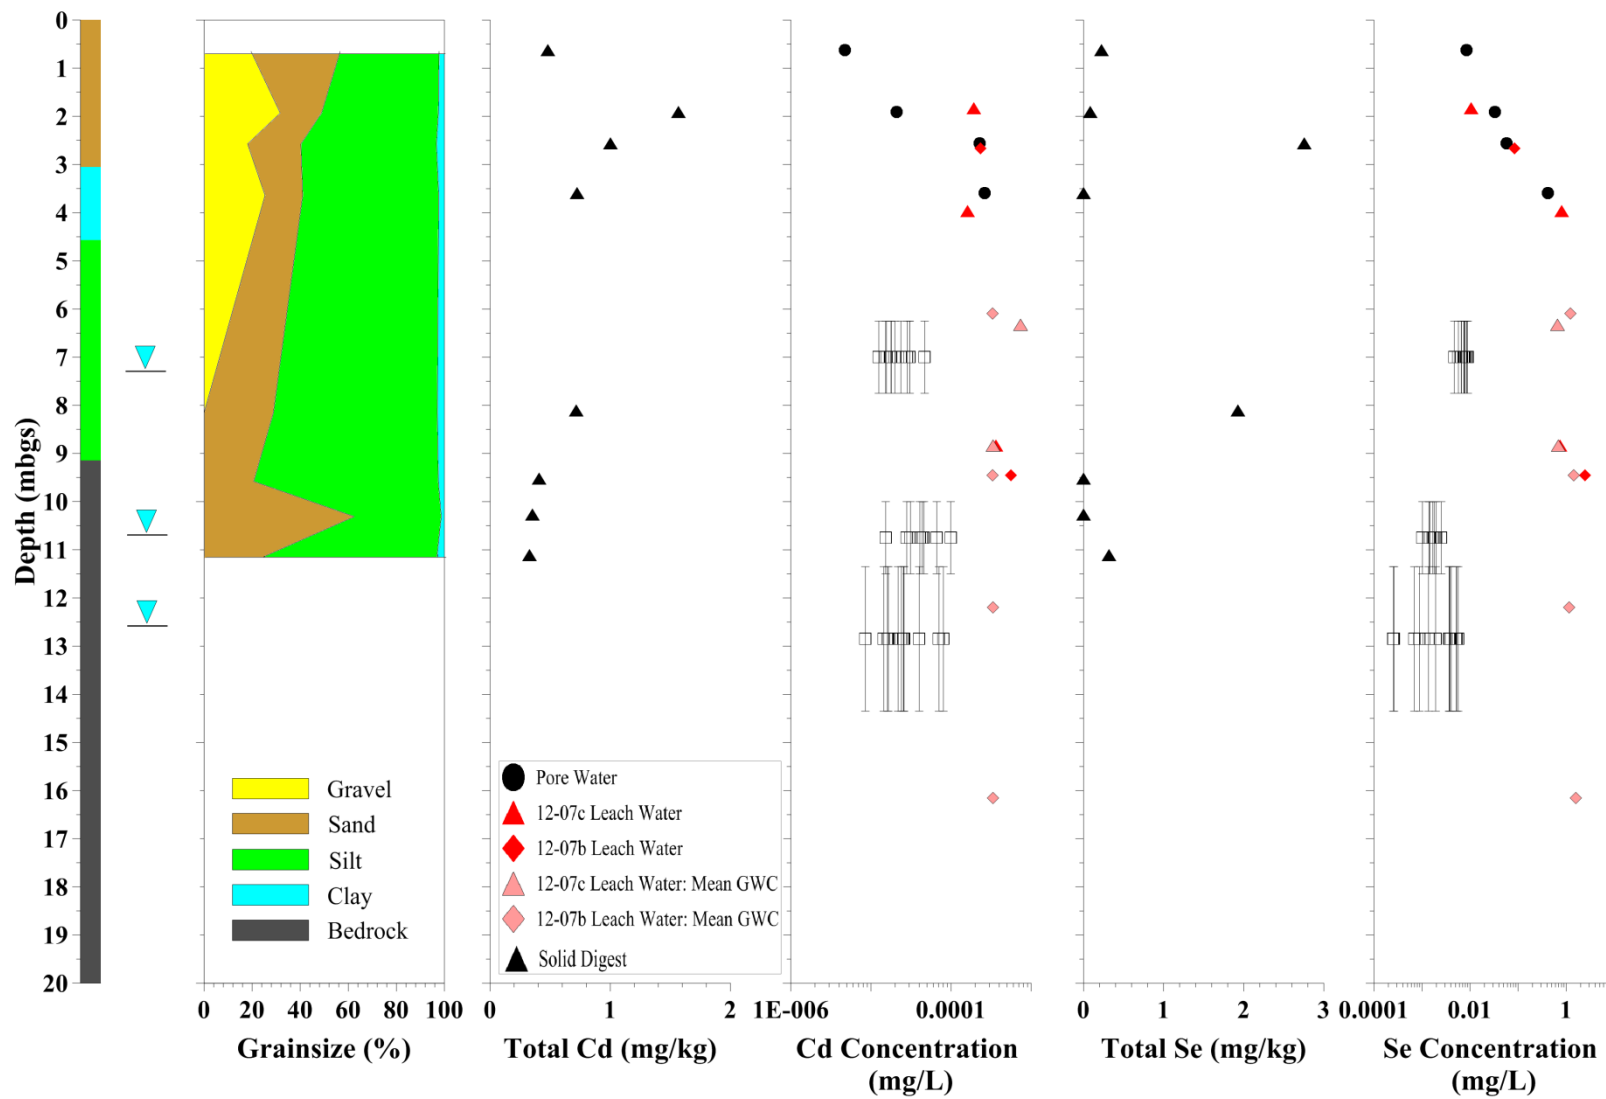 0
1
2
3
4
5
6
7
8
9
10
11
12
13
14
15
16
17
18
19
20
Depth (mbgs)
Gravel
Sand
Silt
Clay
Bedrock
0 20 40 60 80 100
Grainsize (%)
Pore Water
12-07c Leach Water
12-07b Leach Water
12-07c Leach Water: Mean GWC
12-07b Leach Water: Mean GWC
Solid Digest
0 1 2
Total Cd (mg/kg)
1E-006 0.0001
Cd Concentration
(mg/L)
0 1 2 3
Total Se (mg/kg)
0.0001 0.01 1
Se Concentration
(mg/L)